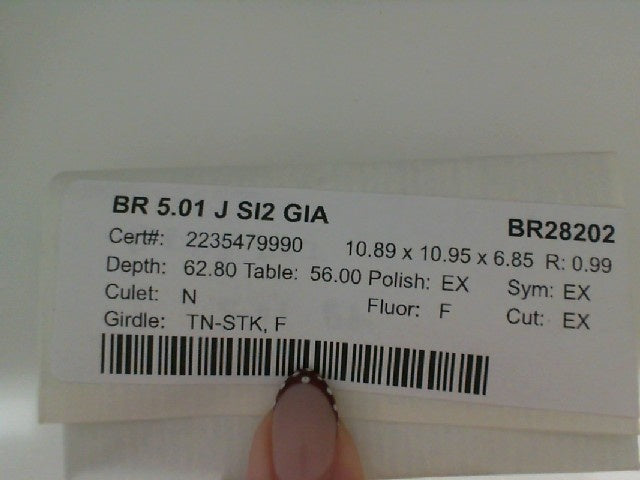 BR 5.01 J SI2 GIA
BR28202
Cert#: 2235479990 10.89 x 10.95 x 6.85 R: 0.99
Depth: 62.80 Table: 56.00 Polish: EX Sym: EX
Culet: N Fluor: F Cut: EX
Girdle: TN-STK, F